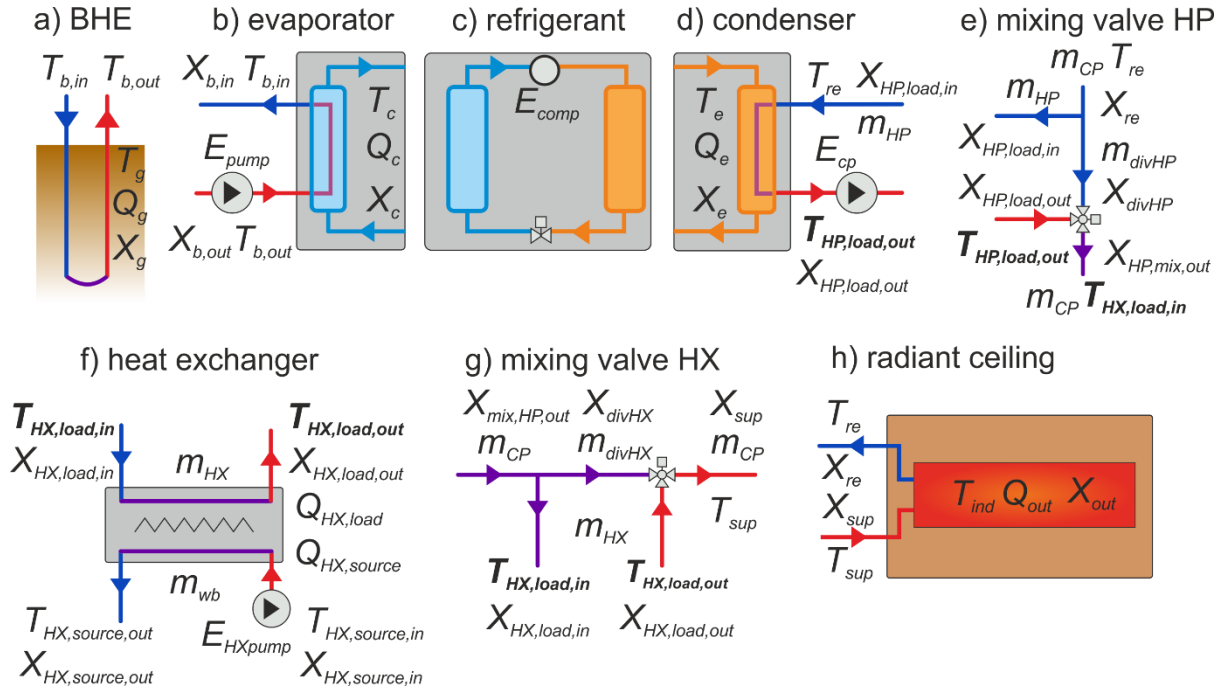 a) BHE
T_b,in T_b,out
T_g
Q_g
X_g
b) evaporator
X_b,in T_b,in
T_c
Q_c
X_c
E_pump
X_b,out T_b,out
c) refrigerant
E_comp
d) condenser
T_e
Q_e
X_e
T_re X_HP,load,in
m_HP
E_cp
T_HP,load,out
X_HP,load,out
e) mixing valve HP
m_CP T_re
m_HP
X_re
X_HP,load,in
m_divHP
X_HP,load,out
X_divHP
T_HP,load,out
X_HP,mix,out
m_CP T_HX,load,in
f) heat exchanger
T_HX,load,in T_HX,load,out
X_HX,load,in m_HX X_HX,load,out
Q_HX,load
Q_HX,source
m_wb
T_HX,source,out E_HXpump T_HX,source,in
X_HX,source,out X_HX,source,in
g) mixing valve HX
X_mix,HP,out X_divHX X_sup
m_CP m_divHX m_CP
T_sup
m_HX
T_HX,load,in T_HX,load,out
X_HX,load,in X_HX,load,out
h) radiant ceiling
T_re
X_re
X_sup
T_sup
T_ind Q_out X_out